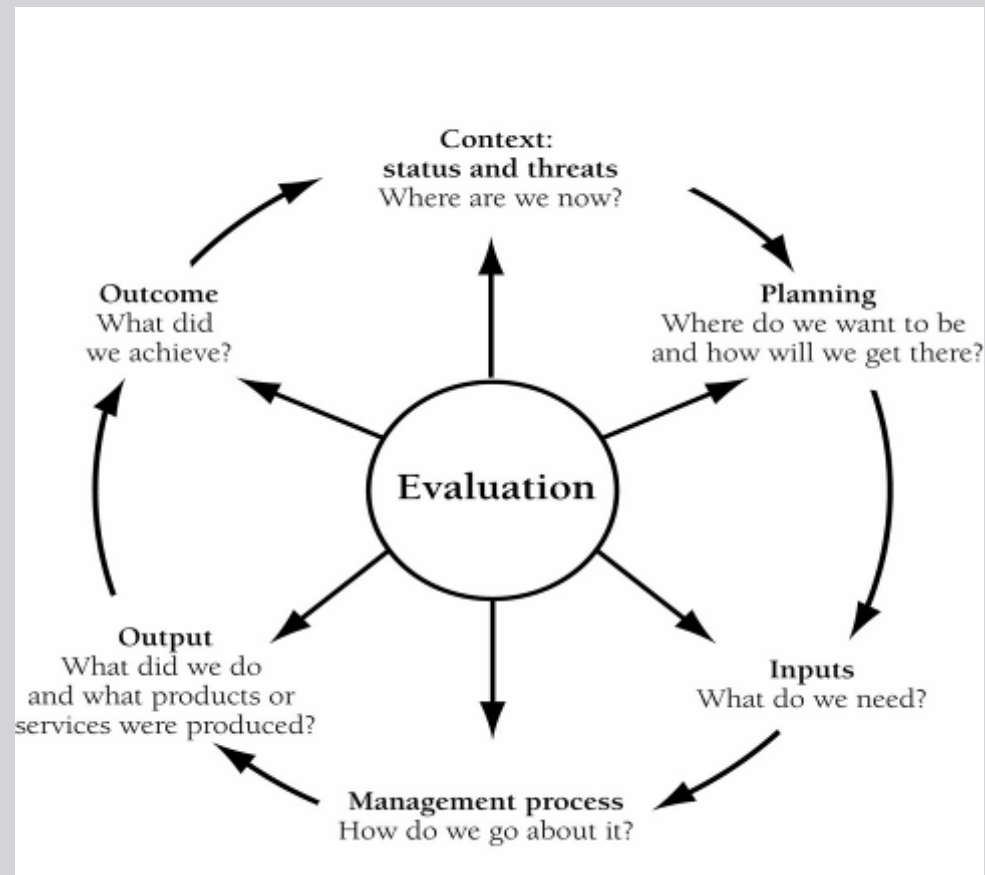 Context:
status and threats
Where are we now?
Planning
Where do we want to be
and how will we get there?
Inputs
What do we need?
Management process
How do we go about it?
Output
What did we do
and what products or
services were produced?
Outcome
What did
we achieve?
Evaluation